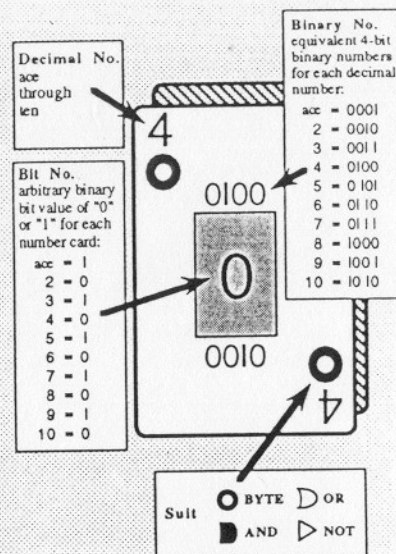 Decimal No.
ace
through
ten
Bit No.
arbitrary binary
bit value of "0"
or "1" for each
number card:
ace = 1
2 = 0
3 = 1
4 = 0
5 = 1
6 = 0
7 = 1
8 = 0
9 = 1
10 = 0
4
0100
0
0010
4
Binary No.
equivalent 4-bit
binary numbers
for each decimal
number:
ace = 0001
2 = 0010
3 = 0011
4 = 0100
5 = 0101
6 = 0110
7 = 0111
8 = 1000
9 = 1001
10 = 1010
Suit
BYTE OR
AND NOT